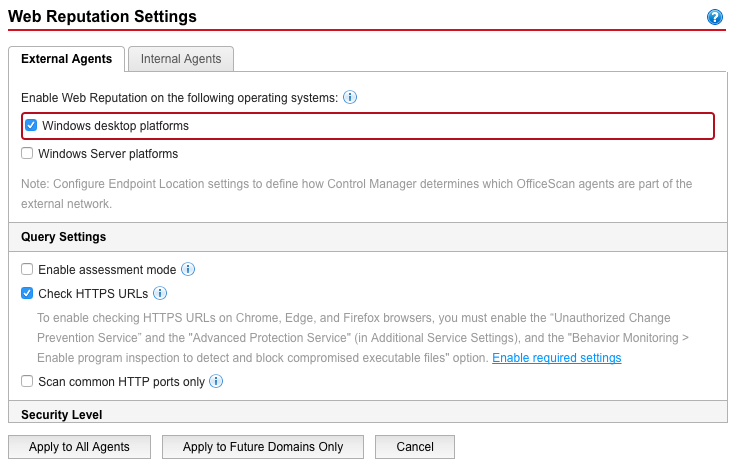 Web Reputation Settings
?
External Agents
Internal Agents
Enable Web Reputation on the following operating systems: i
Windows desktop platforms
Windows Server platforms
Note: Configure Endpoint Location settings to define how Control Manager determines which OfficeScan agents are part of the
external network.
Query Settings
Enable assessment mode i
Check HTTPS URLs i
To enable checking HTTPS URLs on Chrome, Edge, and Firefox browsers, you must enable the "Unauthorized Change
Prevention Service" and the "Advanced Protection Service" (in Additional Service Settings), and the "Behavior Monitoring >
Enable program inspection to detect and block compromised executable files" option. Enable required settings
Scan common HTTP ports only i
Security Level
Apply to All Agents
Apply to Future Domains Only
Cancel